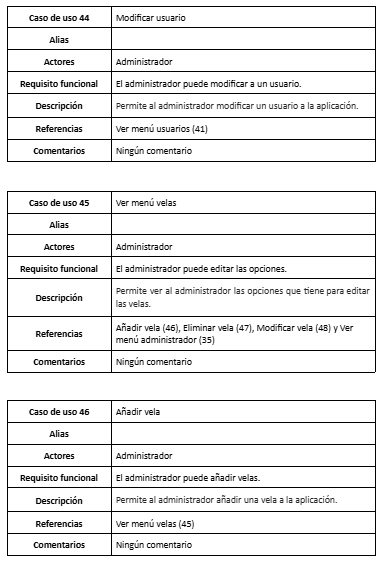 Caso de uso 44 Modificar usuario
Alias
Actores Administrador
Requisito funcional El administrador puede modificar a un usuario.
Descripción Permite al administrador modificar un usuario a la aplicación.
Referencias Ver menú usuarios (41)
Comentarios Ningún comentario
Caso de uso 45 Ver menú velas
Alias
Actores Administrador
Requisito funcional El administrador puede editar las opciones.
Descripción Permite ver al administrador las opciones que tiene para editar
las velas.
Referencias Añadir vela (46), Eliminar vela (47), Modificar vela (48) y Ver
menú administrador (35)
Comentarios Ningún comentario
Caso de uso 46 Añadir vela
Alias
Actores Administrador
Requisito funcional El administrador puede añadir velas.
Descripción Permite al administrador añadir una vela a la aplicación.
Referencias Ver menú velas (45)
Comentarios Ningún comentario